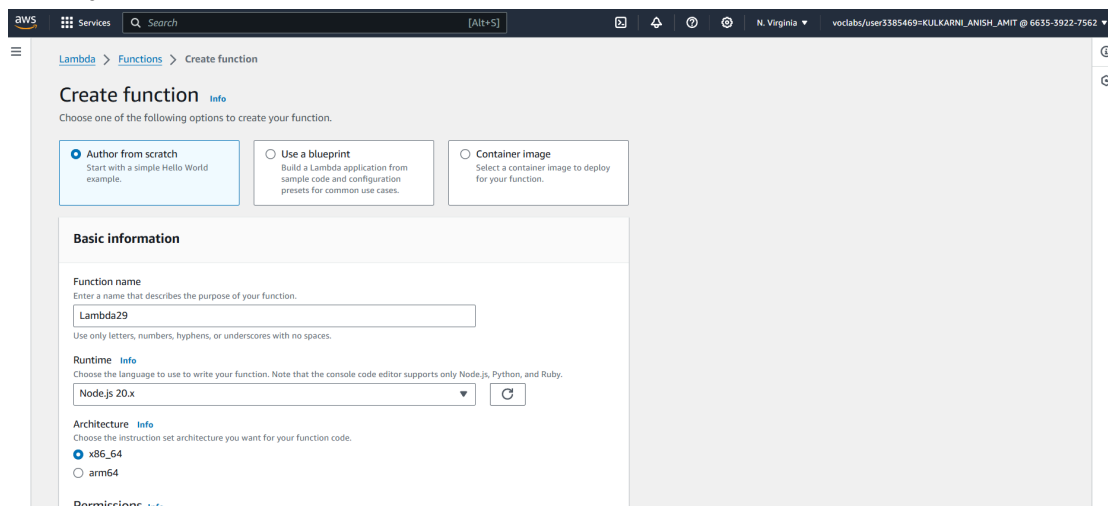 aws Services Search [Alt+S] N. Virginia ▼ voclabs/user3385469=KULKARNI_ANISH_AMIT @ 6635-3922-7562 ▼
Lambda > Functions > Create function
Create function Info
Choose one of the following options to create your function.
Author from scratch
Start with a simple Hello World
example.
Use a blueprint
Build a Lambda application from
sample code and configuration
presets for common use cases.
Container image
Select a container image to deploy
for your function.
Basic information
Function name
Enter a name that describes the purpose of your function.
Lambda29
Use only letters, numbers, hyphens, or underscores with no spaces.
Runtime Info
Choose the language to use to write your function. Note that the console code editor supports only Node.js, Python, and Ruby.
Node.js 20.x
Architecture Info
Choose the instruction set architecture you want for your function code.
x86_64
arm64
Permissions Info